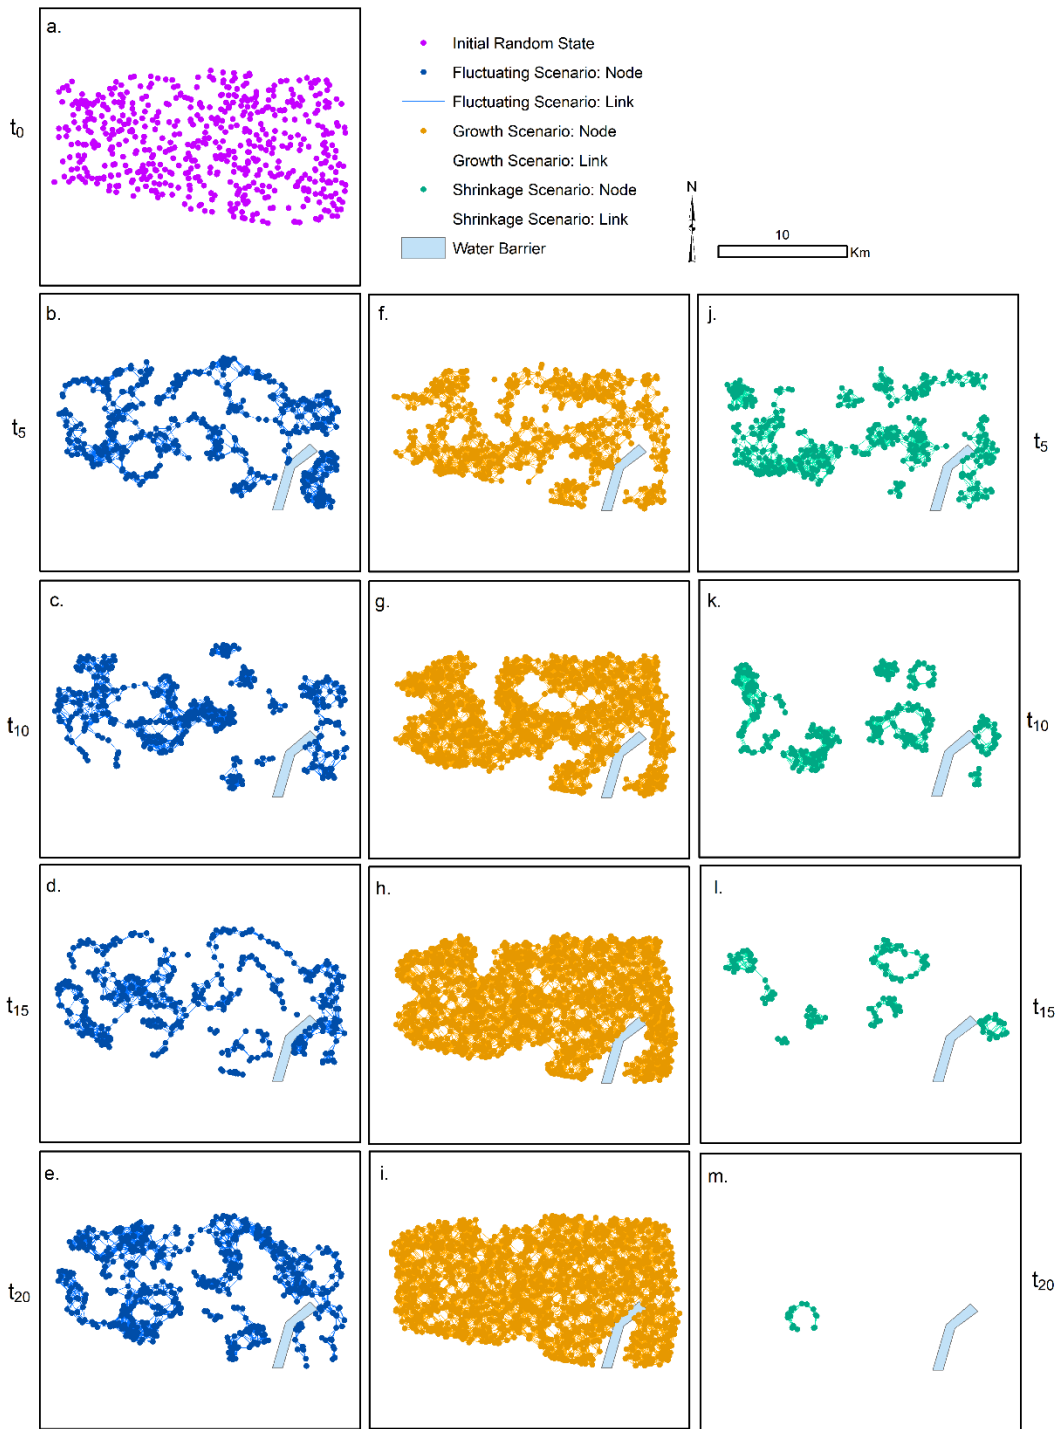 a.
Initial Random State
Fluctuating Scenario: Node
Fluctuating Scenario: Link
Growth Scenario: Node
Growth Scenario: Link
Shrinkage Scenario: Node
Shrinkage Scenario: Link
Water Barrier
N
10
Km
t0
b.
f.
j.
t5
t5
c.
g.
k.
t10
t10
d.
h.
l.
t15
t15
e.
i.
m.
t20
t20